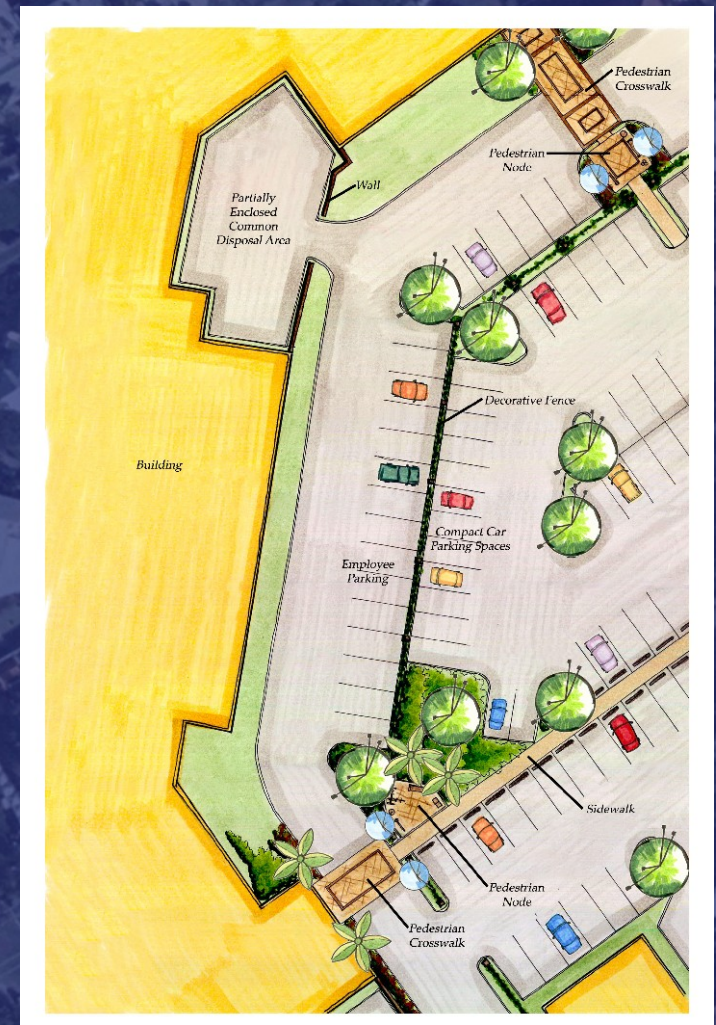 Pedestrian
Crosswalk
Pedestrian
Node
Wall
Partially
Enclosed
Common
Disposal Area
Decorative Fence
Building
Compact Car
Parking Spaces
Employee
Parking
Sidewalk
Pedestrian
Node
Pedestrian
Crosswalk